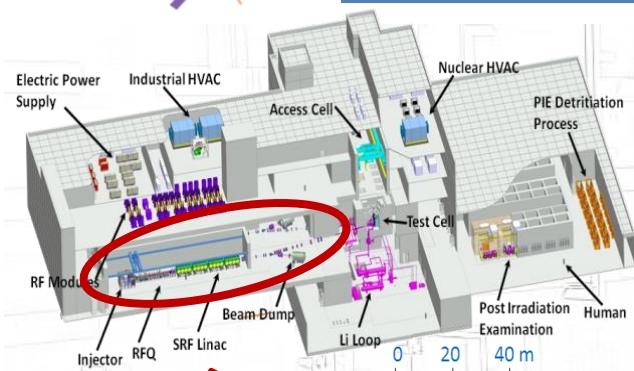 Electric Power
Supply
Industrial HVAC
Nuclear HVAC
Access Cell
PIE Detritiation
Process
Test Cell
RF Modules
Beam Dump
Post Irradiation
Examination
Human
Li Loop
SRF Linac
RFQ
Injector
0 20 40 m